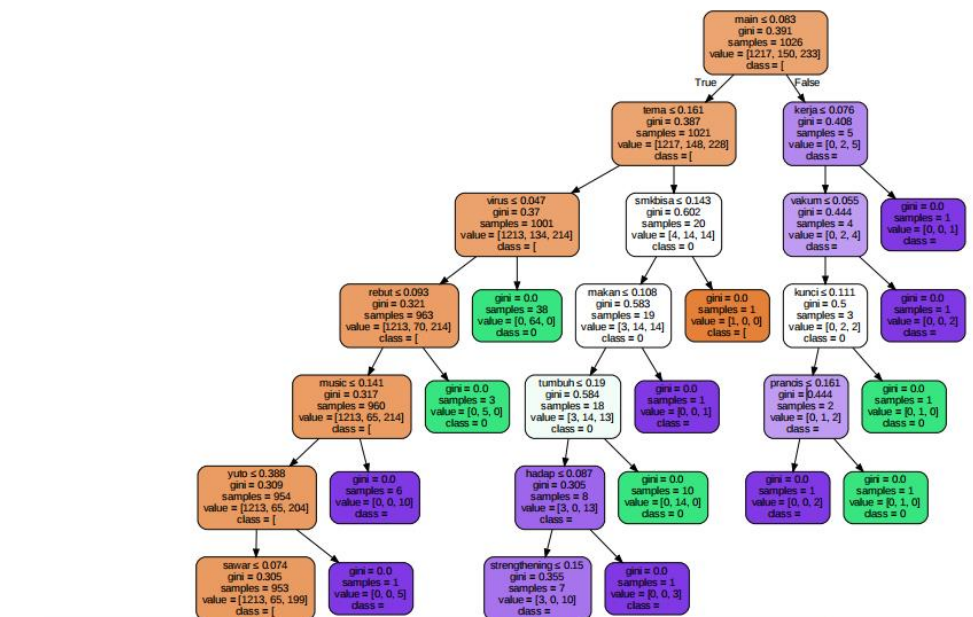 main ≤ 0.083
gini = 0.391
samples = 1026
value = [1217, 150, 233]
class = [
True
False
tema ≤ 0.161
gini = 0.387
samples = 1021
value = [1217, 148, 228]
class = [
kerja ≤ 0.076
gini = 0.408
samples = 5
value = [0, 2, 5]
class =
virus ≤ 0.047
gini = 0.37
samples = 1001
value = [1213, 134, 214]
class = [
smkbisa ≤ 0.143
gini = 0.602
samples = 20
value = [4, 14, 14]
class = 0
vakum ≤ 0.055
gini = 0.444
samples = 4
value = [0, 2, 4]
class =
gini = 0.0
samples = 1
value = [0, 0, 1]
class =
rebut ≤ 0.093
gini = 0.321
samples = 963
value = [1213, 70, 214]
class = [
gini = 0.0
samples = 38
value = [0, 64, 0]
class = 0
makan ≤ 0.108
gini = 0.583
samples = 19
value = [3, 14, 14]
class = 0
gini = 0.0
samples = 1
value = [1, 0, 0]
class = [
kunci ≤ 0.111
gini = 0.5
samples = 3
value = [0, 2, 2]
class = 0
gini = 0.0
samples = 1
value = [0, 0, 2]
class =
music ≤ 0.141
gini = 0.317
samples = 960
value = [1213, 65, 214]
class = [
gini = 0.0
samples = 3
value = [0, 5, 0]
class = 0
tumbuh ≤ 0.19
gini = 0.584
samples = 18
value = [3, 14, 13]
class = 0
gini = 0.0
samples = 1
value = [0, 0, 1]
class =
prancis ≤ 0.161
gini = 0.444
samples = 2
value = [0, 1, 2]
class =
gini = 0.0
samples = 1
value = [0, 1, 0]
class = 0
yuto ≤ 0.388
gini = 0.309
samples = 954
value = [1213, 65, 204]
class = [
gini = 0.0
samples = 6
value = [0, 0, 10]
class =
hadap ≤ 0.087
gini = 0.305
samples = 8
value = [3, 0, 13]
class =
gini = 0.0
samples = 10
value = [0, 14, 0]
class = 0
gini = 0.0
samples = 1
value = [0, 0, 2]
class =
gini = 0.0
samples = 1
value = [0, 1, 0]
class = 0
sawar ≤ 0.074
gini = 0.305
samples = 953
value = [1213, 65, 199]
class = [
gini = 0.0
samples = 1
value = [0, 0, 5]
class =
strengthening ≤ 0.15
gini = 0.355
samples = 7
value = [3, 0, 10]
class =
gini = 0.0
samples = 1
value = [0, 0, 3]
class =